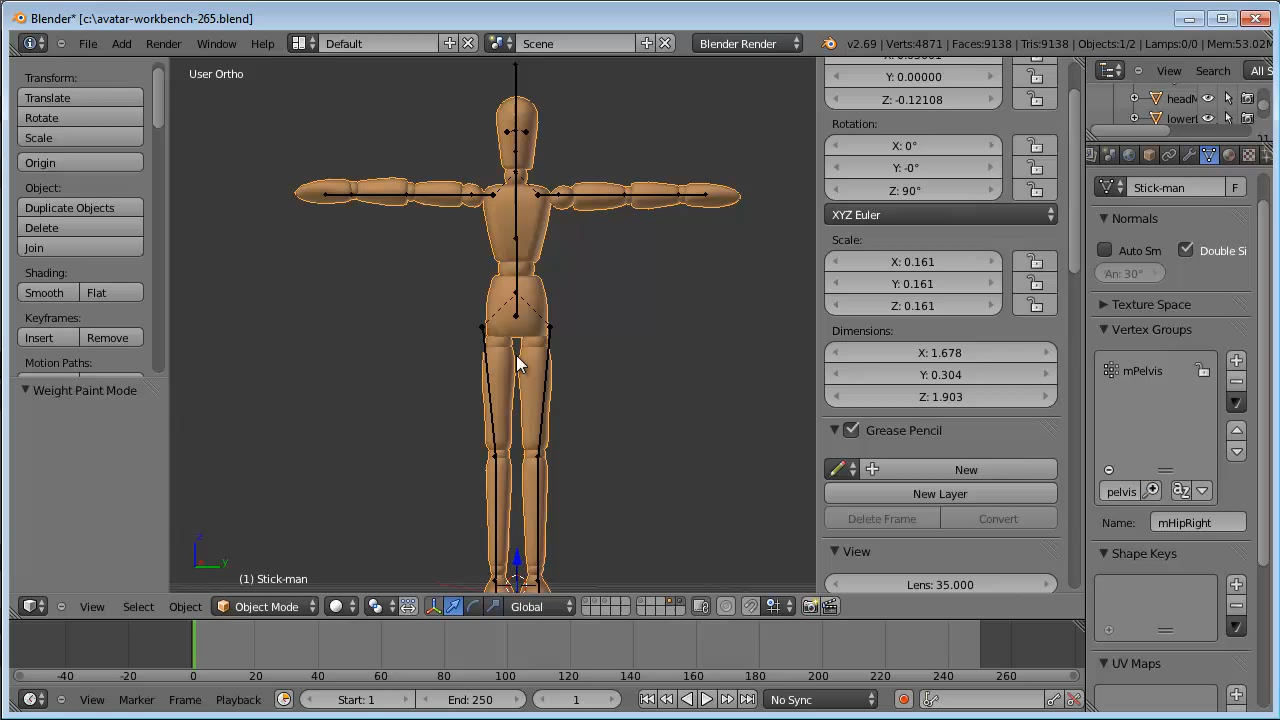 Blender* [c:\avatar-workbench-265.blend]
File Add Render Window Help Default Scene Blender Render v2.69 | Verts:4871 | Faces:9138 | Tris:9138 | Objects:1/2 | Lamps:0/0 | Mem:53.02M
Transform:
Translate
Rotate
Scale
Origin
Object:
Duplicate Objects
Delete
Join
Shading:
Smooth Flat
Keyframes:
Insert Remove
Motion Paths:
Weight Paint Mode
User Ortho
z
y
(1) Stick-man
Y: 0.00000
Z: -0.12108
Rotation:
X: 0°
Y: -0°
Z: 90°
XYZ Euler
Scale:
X: 0.161
Y: 0.161
Z: 0.161
Dimensions:
X: 1.678
Y: 0.304
Z: 1.903
Grease Pencil
New
New Layer
Delete Frame Convert
View
Lens: 35.000
View Search All S
headM
lowerl
Stick-man F
Normals
Auto Sm Double Si
An: 30°
Texture Space
Vertex Groups
mPelvis
pelvis
Name: mHipRight
Shape Keys
UV Maps
View Select Object Object Mode Global
-40 -20 0 20 40 60 80 100 120 140 160 180 200 220 240 260
View Marker Frame Playback Start: 1 End: 250 1 No Sync